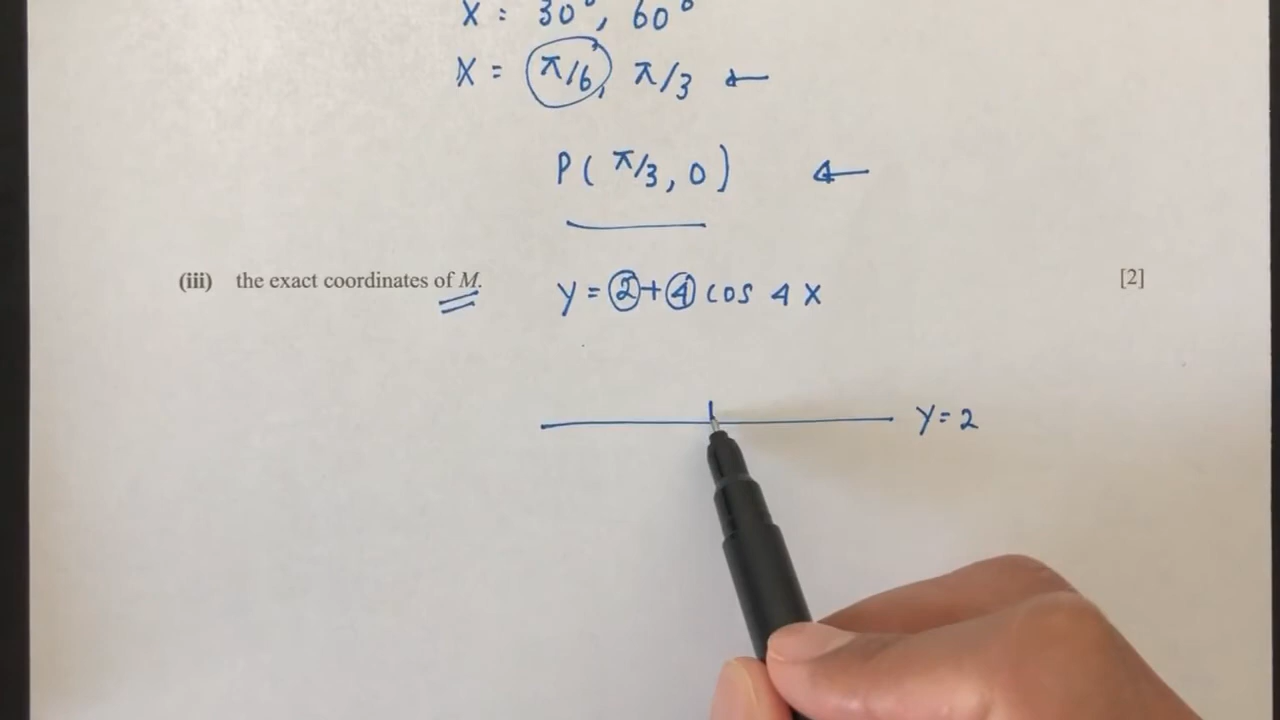 X = 30°, 60°
X = π/6, π/3 ←
P(π/3, 0) ←
(iii) the exact coordinates of M. y = 2 + 4 cos 4x [2]
y = 2